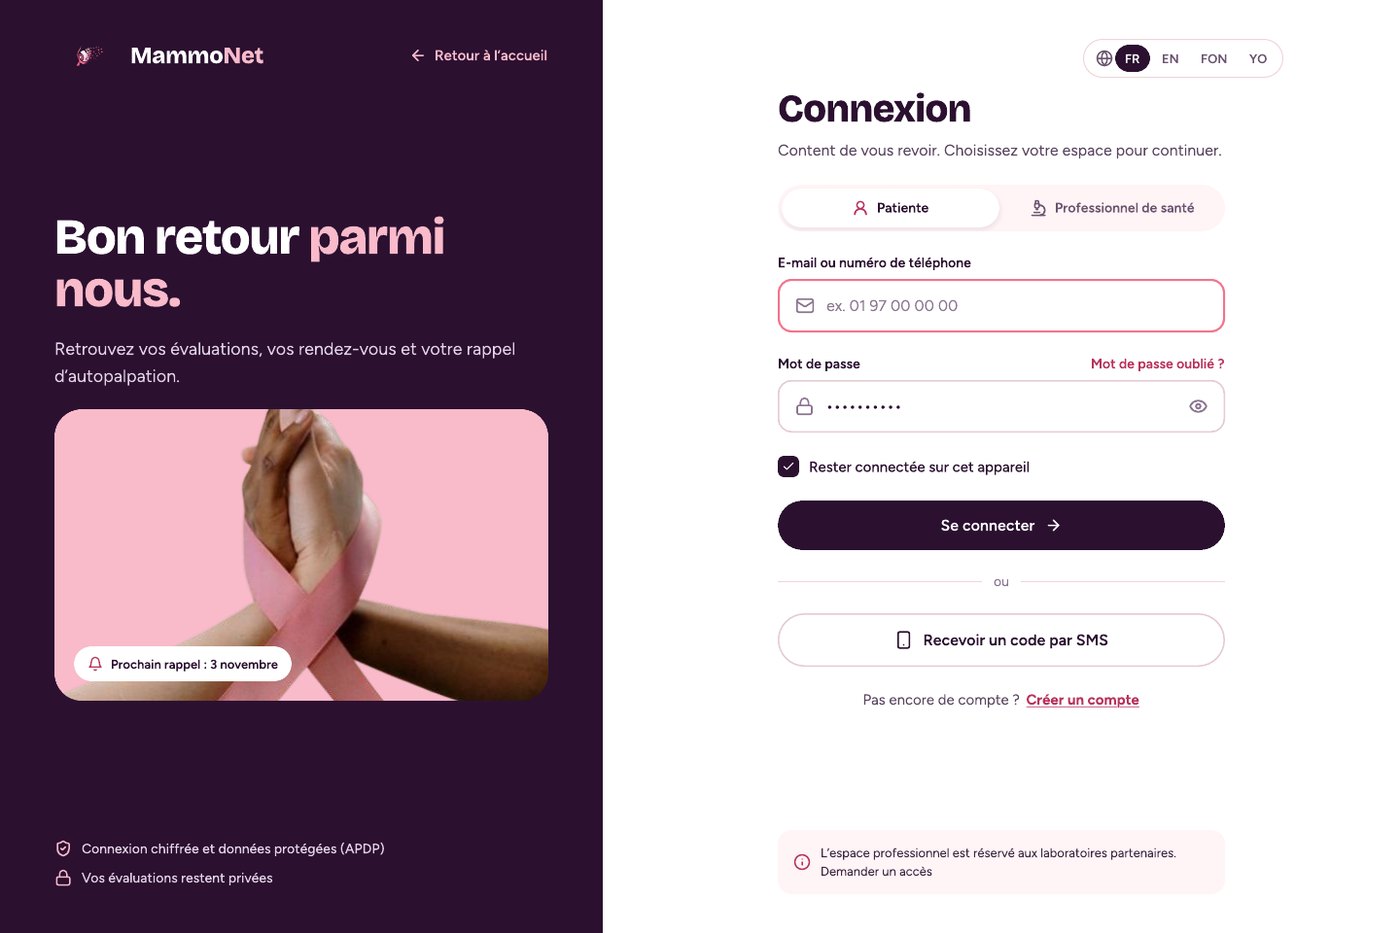 MammoNet
Retour à l’accueil
Bon retour parmi
nous.
Retrouvez vos évaluations, vos rendez-vous et votre rappel
d’autopalpation.
Prochain rappel : 3 novembre
Connexion chiffrée et données protégées (APDP)
Vos évaluations restent privées
FR EN FON YO
Connexion
Content de vous revoir. Choisissez votre espace pour continuer.
Patiente
Professionnel de santé
E-mail ou numéro de téléphone
ex. 01 97 00 00 00
Mot de passe
Mot de passe oublié ?
••••••••••
Rester connectée sur cet appareil
Se connecter
ou
Recevoir un code par SMS
Pas encore de compte ? Créer un compte
L’espace professionnel est réservé aux laboratoires partenaires.
Demander un accès